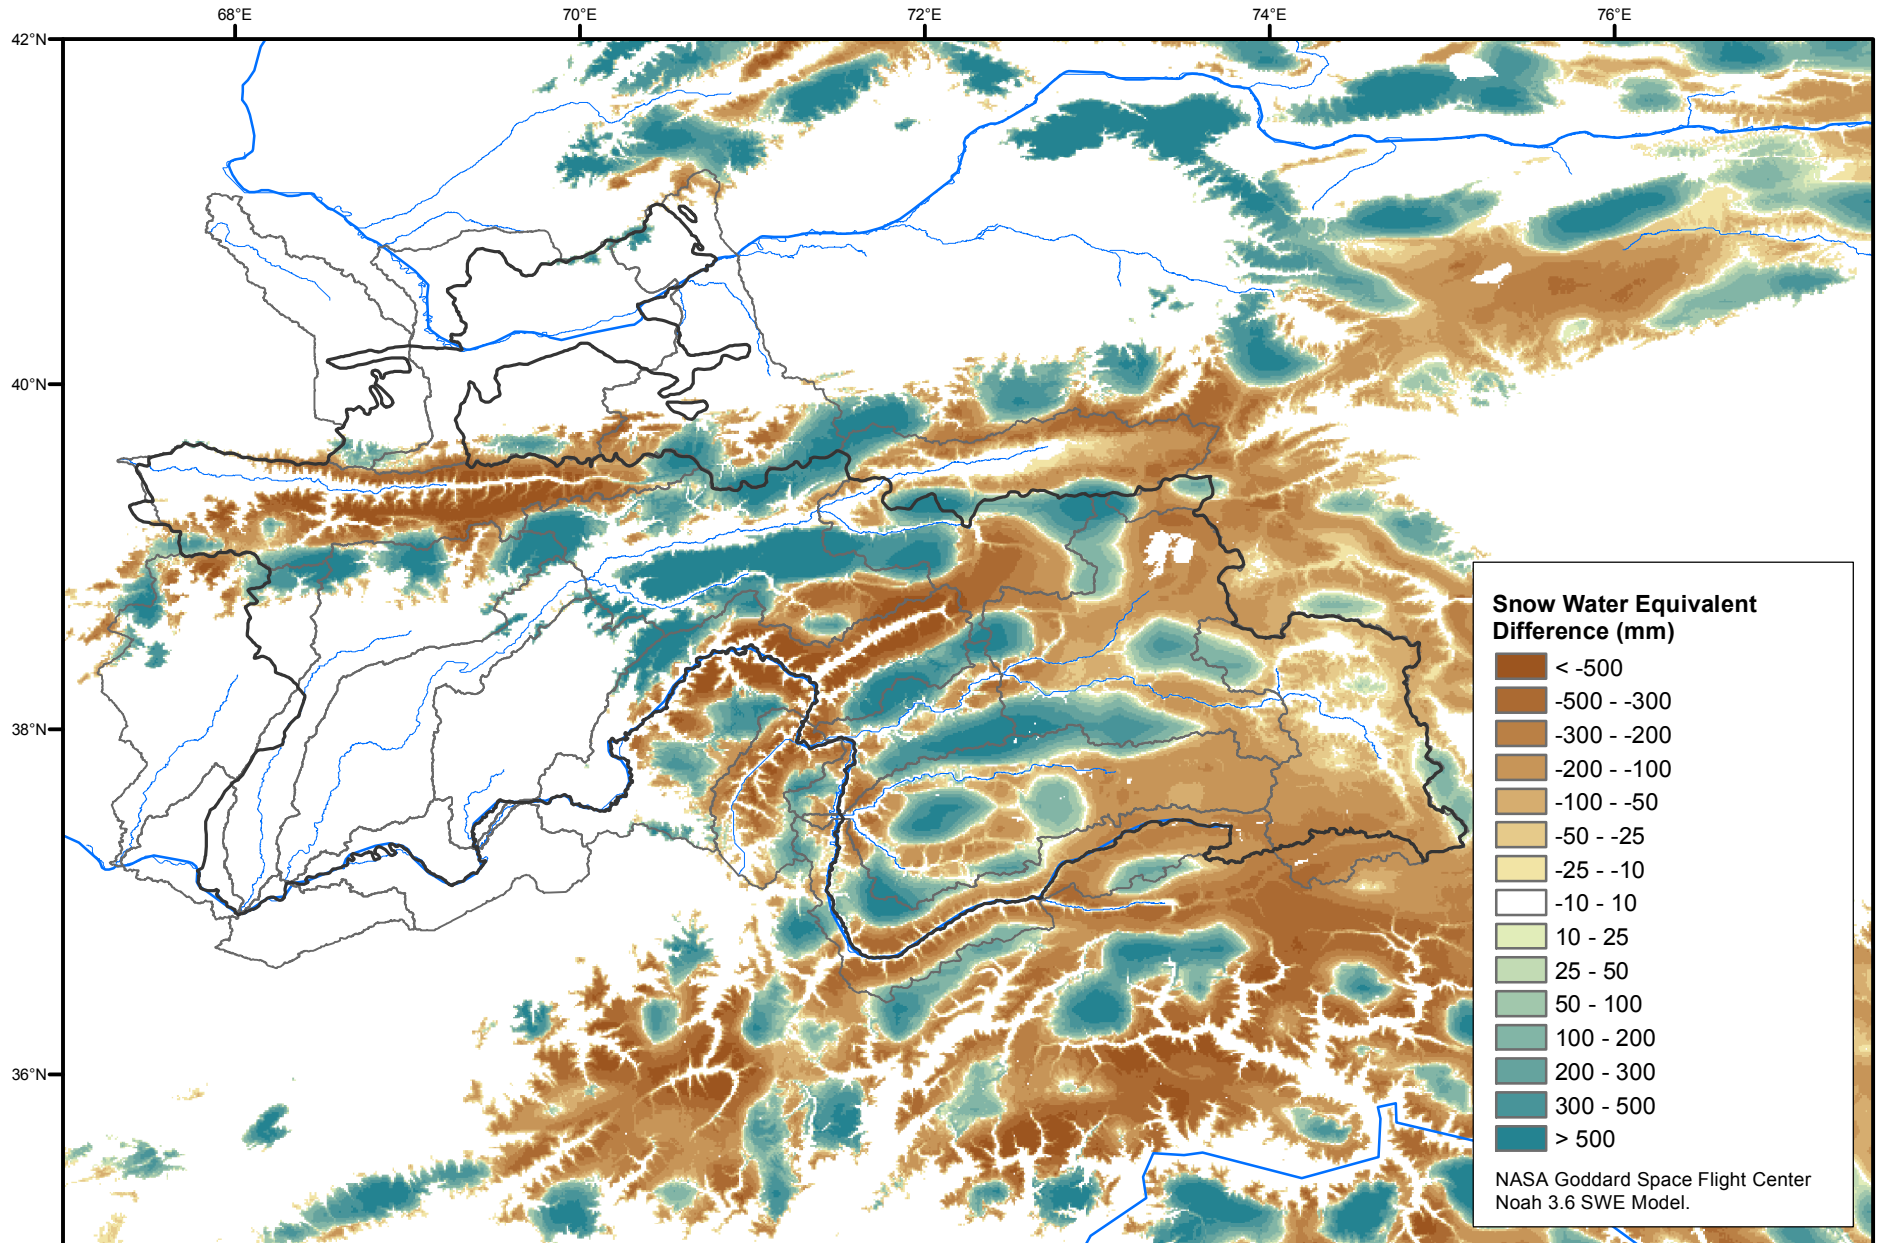 68°E 70°E 72°E 74°E 76°E
42°N
40°N
38°N
36°N
Snow Water Equivalent
Difference (mm)
< -500
-500 - -300
-300 - -200
-200 - -100
-100 - -50
-50 - -25
-25 - -10
-10 - 10
10 - 25
25 - 50
50 - 100
100 - 200
200 - 300
300 - 500
> 500
NASA Goddard Space Flight Center
Noah 3.6 SWE Model.